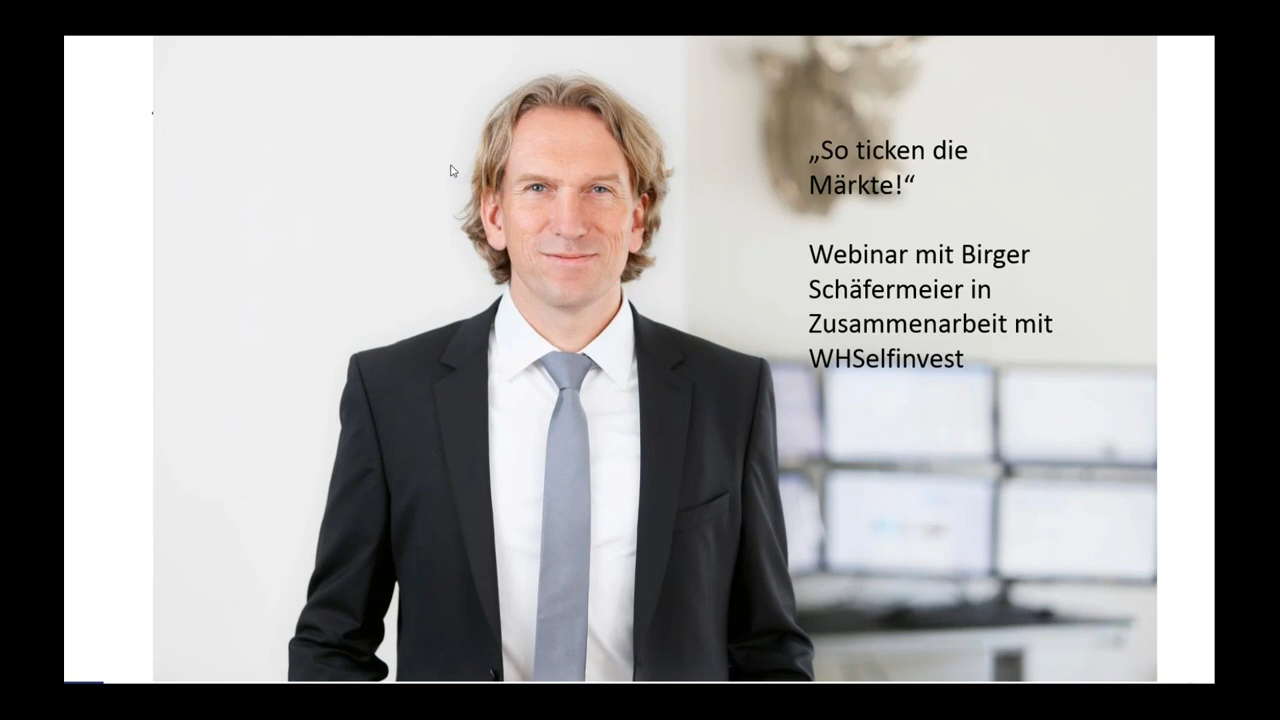 „So ticken die
Märkte!“
Webinar mit Birger
Schäfermeier in
Zusammenarbeit mit
WHSelfinvest